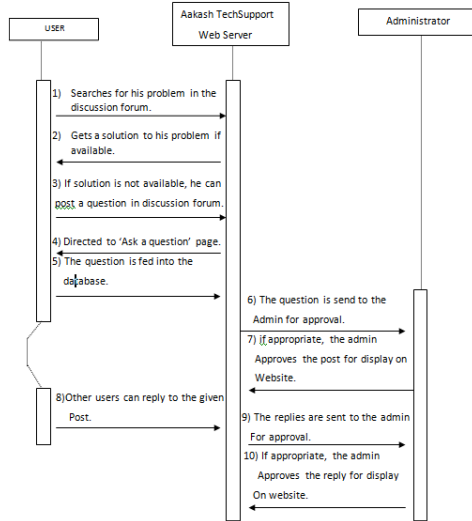 USER
Aakash TechSupport
Web Server
Administrator
1) Searches for his problem in the
discussion forum.
2) Gets a solution to his problem if
available.
3) If solution is not available, he can
post a question in discussion forum.
4) Directed to 'Ask a question' page.
5) The question is fed into the
database.
6) The question is send to the
Admin for approval.
7) if appropriate, the admin
Approves the post for display on
Website.
8)Other users can reply to the given
Post.
9) The replies are sent to the admin
For approval.
10) If appropriate, the admin
Approves the reply for display
On website.